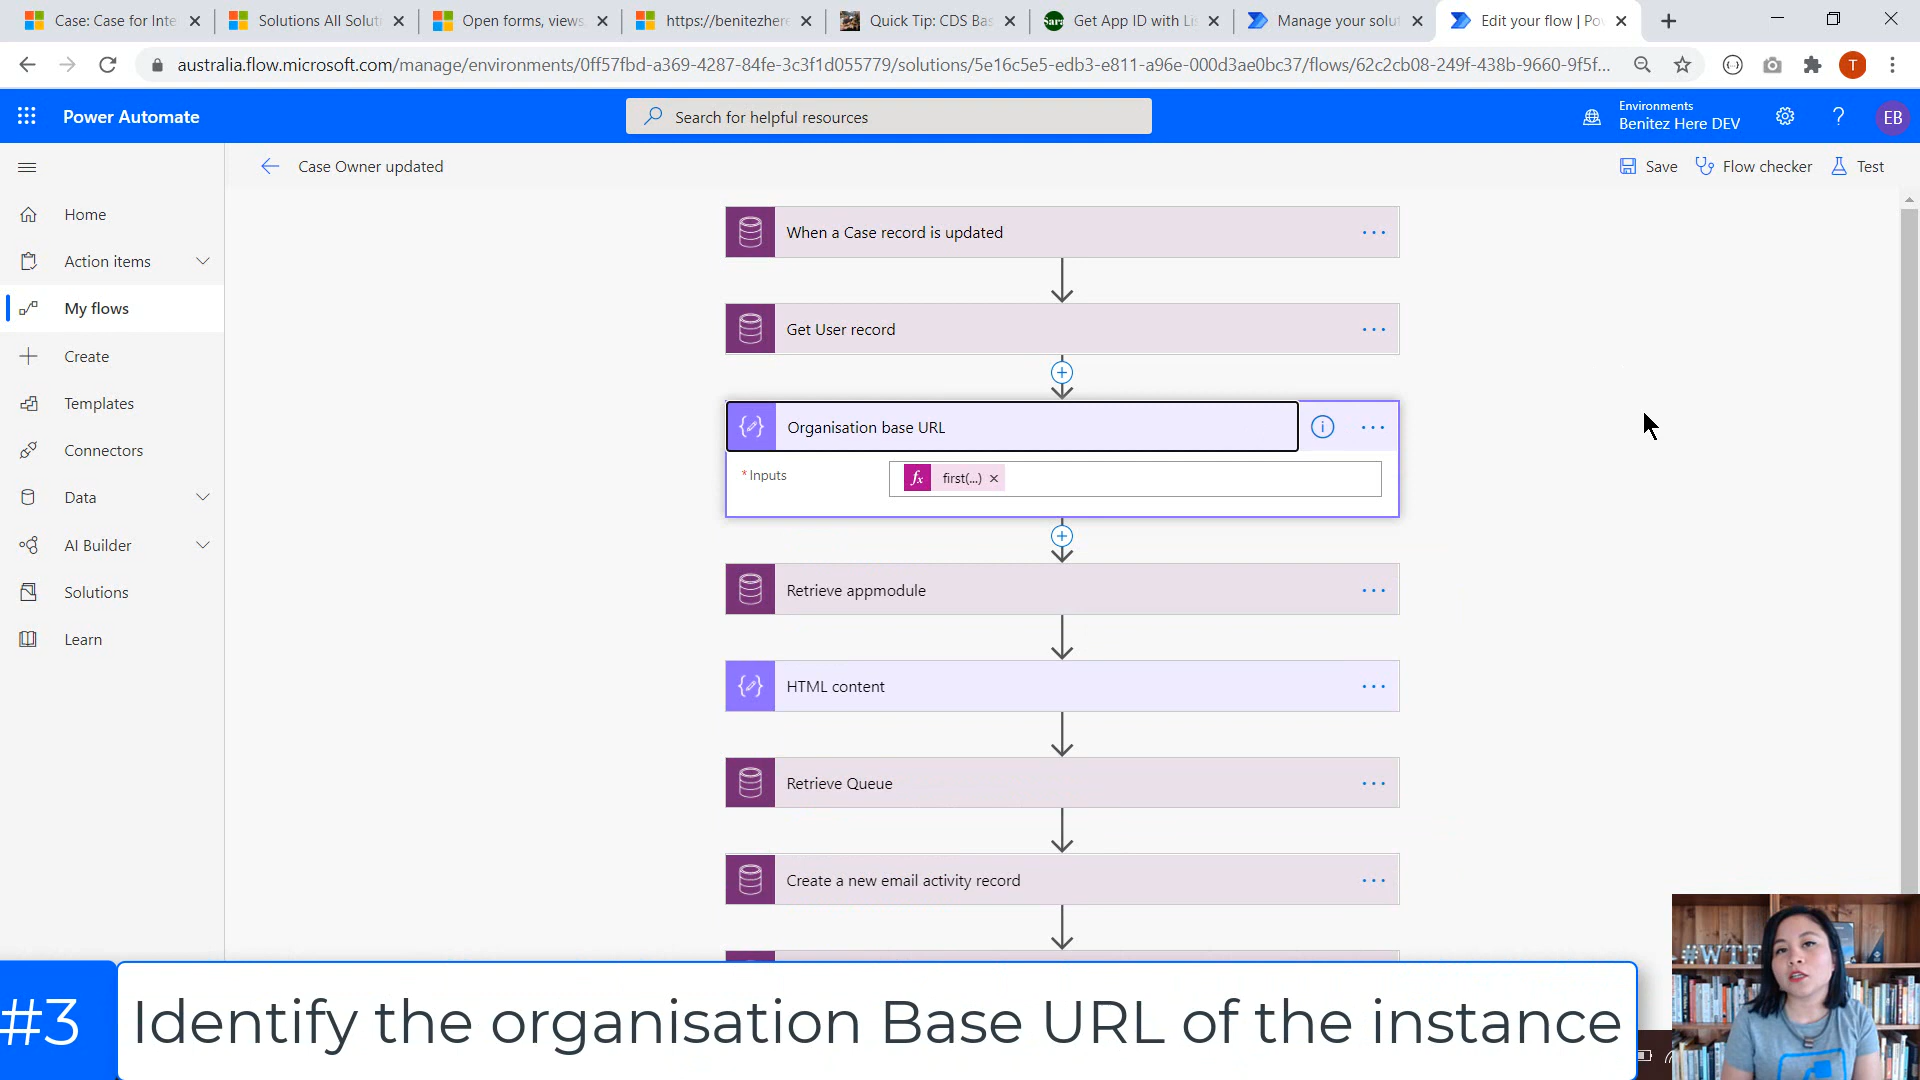 Case: Case for Inte
Solutions All Soluti
Open forms, views
https://benitezhere
Quick Tip: CDS Bas
Get App ID with Li
Manage your solut
Edit your flow | Po
australia.flow.microsoft.com/manage/environments/0ff57fbd-a369-4287-84fe-3c3f1d055779/solutions/5e16c5e5-edb3-e811-a96e-000d3ae0bc37/flows/62c2cb08-249f-438b-9660-9f5f...
T
Power Automate
Search for helpful resources
Environments
Benitez Here DEV
?
EB
Case Owner updated
Save
Flow checker
Test
Home
Action items
My flows
Create
Templates
Connectors
Data
AI Builder
Solutions
Learn
When a Case record is updated
Get User record
Organisation base URL
* Inputs
fx first(...)
Retrieve appmodule
HTML content
Retrieve Queue
Create a new email activity record
#WTF
#3
Identify the organisation Base URL of the instance